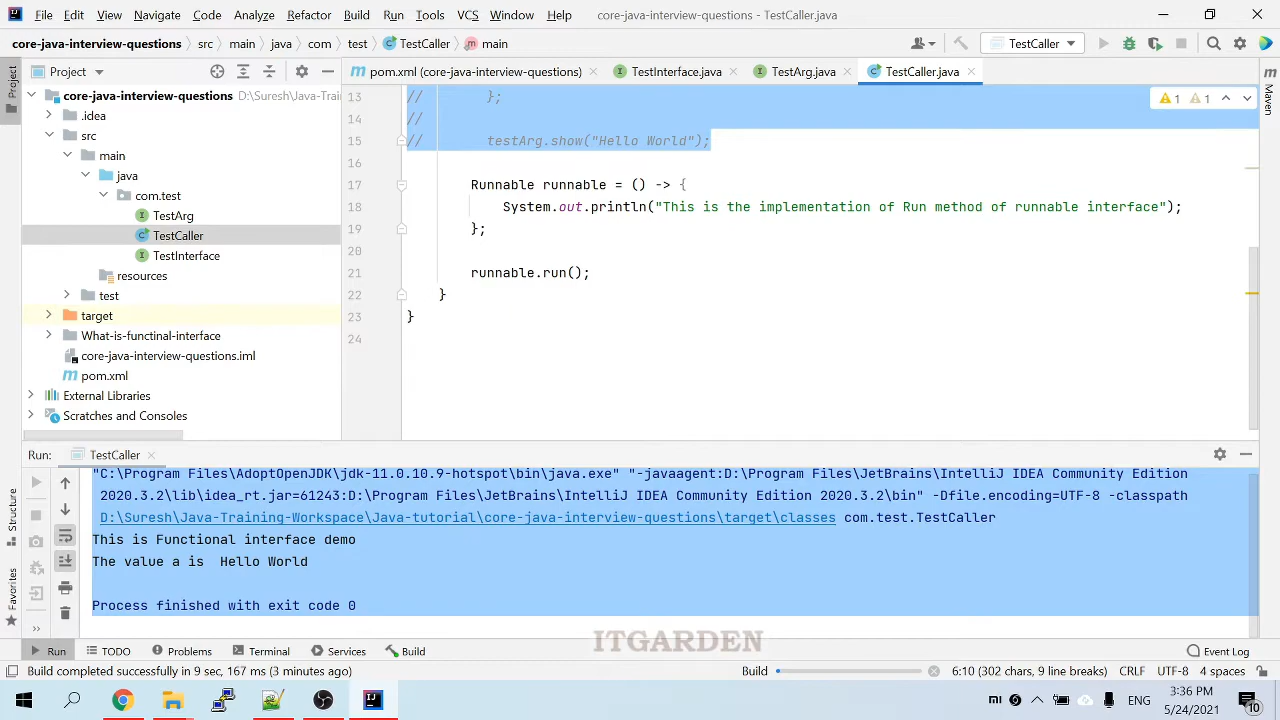 File Edit View Navigate Code Analyze Refactor Build Run Tools VCS Window Help core-java-interview-questions - TestCaller.java
core-java-interview-questions src main java com test TestCaller main TestCaller
Project pom.xml (core-java-interview-questions) TestInterface.java TestArg.java TestCaller.java
Project
Maven
core-java-interview-questions D:\Suresh\Java-Trai
.idea
src
main
java
com.test
TestArg
TestCaller
TestInterface
resources
test
target
What-is-functinal-interface
core-java-interview-questions.iml
pom.xml
External Libraries
Scratches and Consoles
1 1
13 // };
14 //
15 // testArg.show("Hello World");
16
17 Runnable runnable = () -> {
18 System.out.println("This is the implementation of Run method of runnable interface");
19 };
20
21 runnable.run();
22 }
23 }
24
Run: TestCaller
"C:\Program Files\AdoptOpenJDK\jdk-11.0.10.9-hotspot\bin\java.exe" "-javaagent:D:\Program Files\JetBrains\IntelliJ IDEA Community Edition
2020.3.2\lib\idea_rt.jar=61243:D:\Program Files\JetBrains\IntelliJ IDEA Community Edition 2020.3.2\bin" -Dfile.encoding=UTF-8 -classpath
D:\Suresh\Java-Training-Workspace\Java-tutorial\core-java-interview-questions\target\classes com.test.TestCaller
This is Functional interface demo
The value a is  Hello World
Process finished with exit code 0
Structure
Favorites
ITGARDEN
Run TODO Problems Terminal Services Build Event Log
Build completed successfully in 9 sec, 167 ms (3 minutes ago) Build 6:10 (302 chars, 9 line breaks) CRLF UTF-8 4 spaces
ENG
3:36 PM
5/24/2021
10